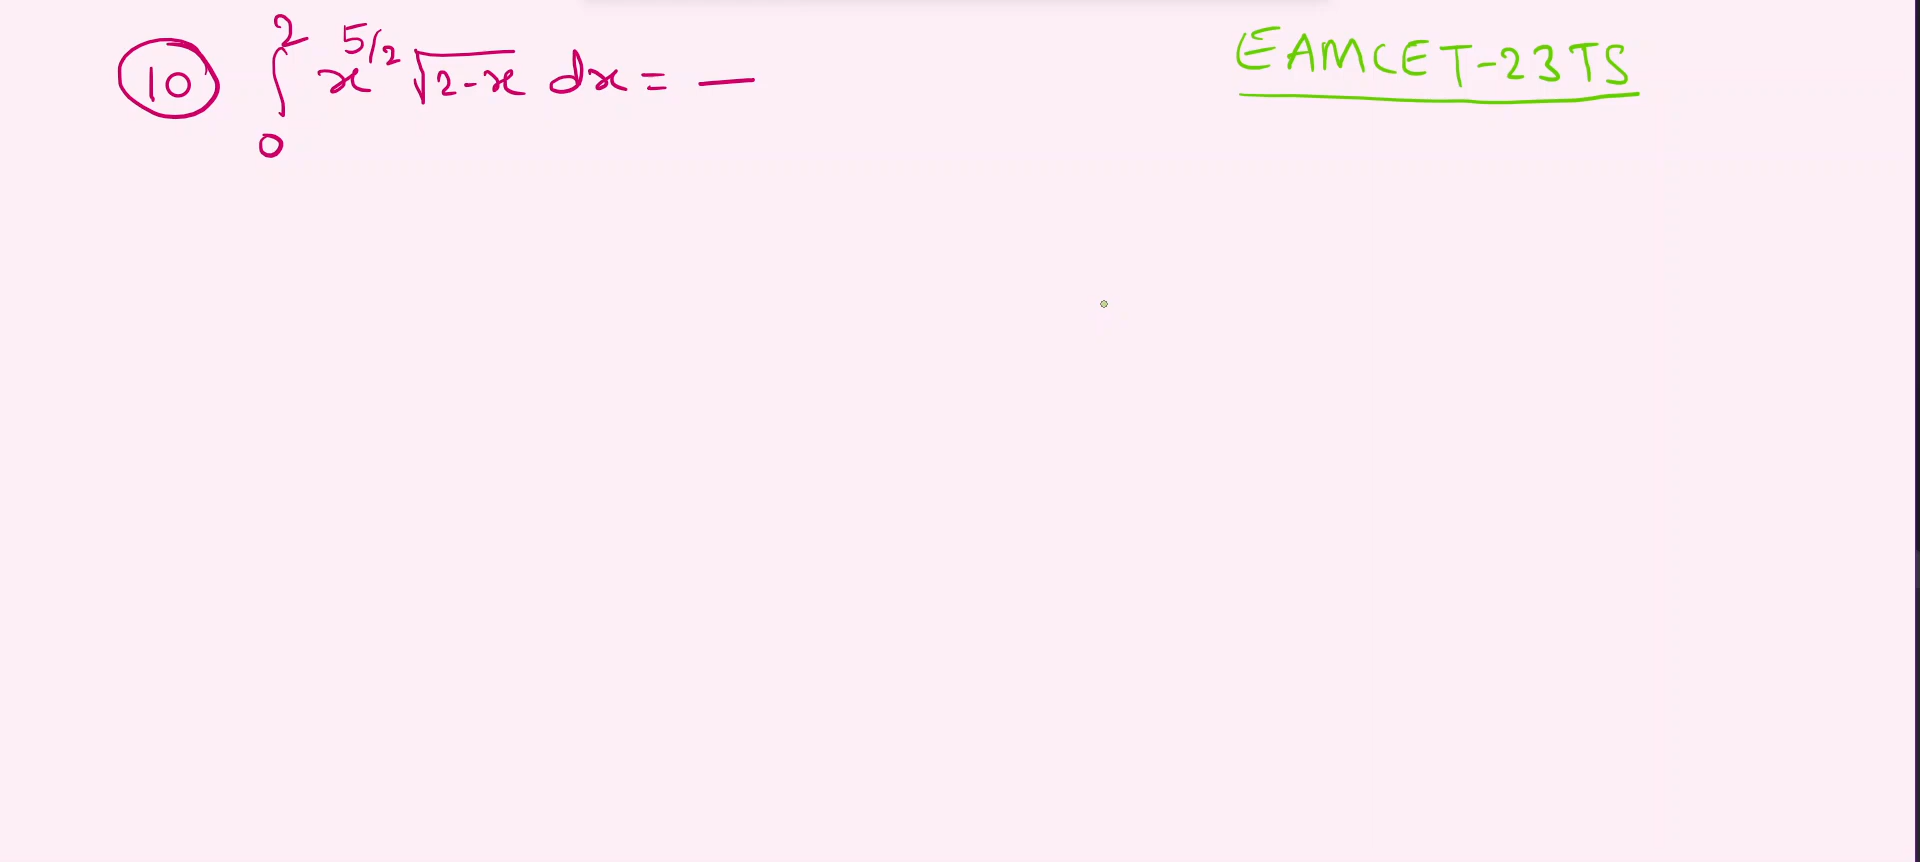 10 ∫₀² x^{5/2} √(2-x) dx = —
EAMCET-23TS